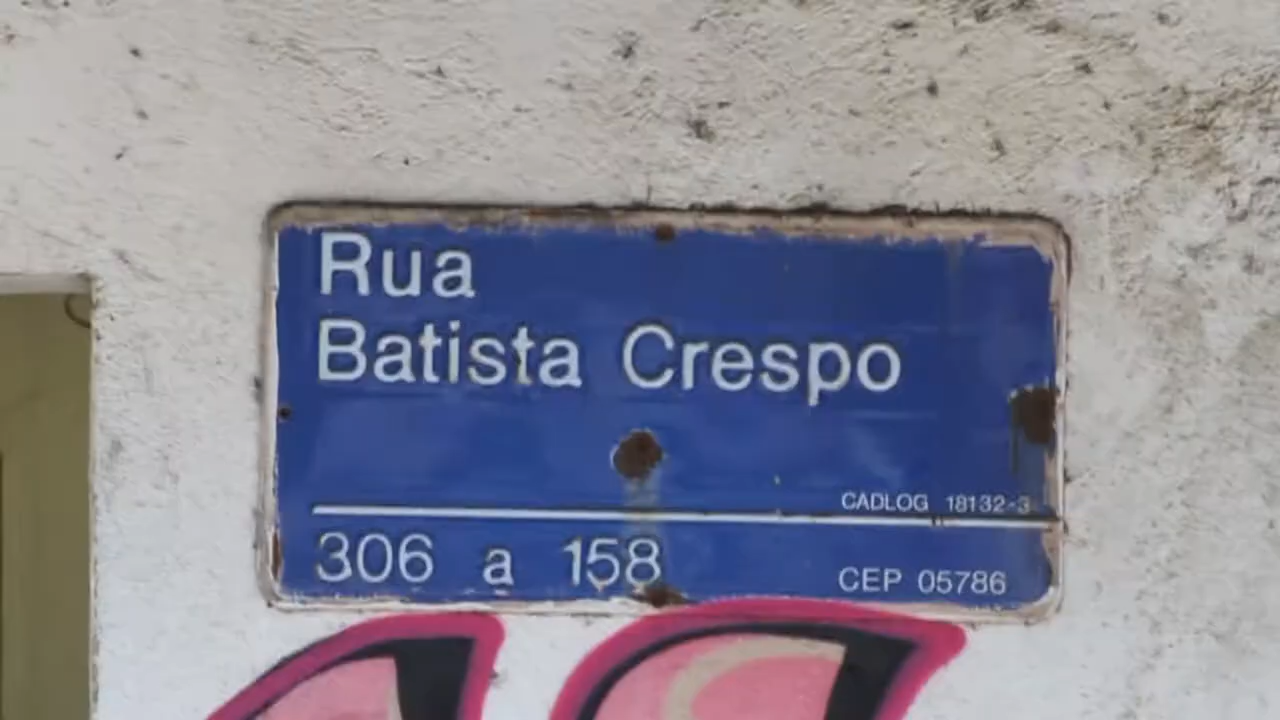 Rua
Batista Crespo
CADLOG 18132-3
306 a 158
CEP 05786